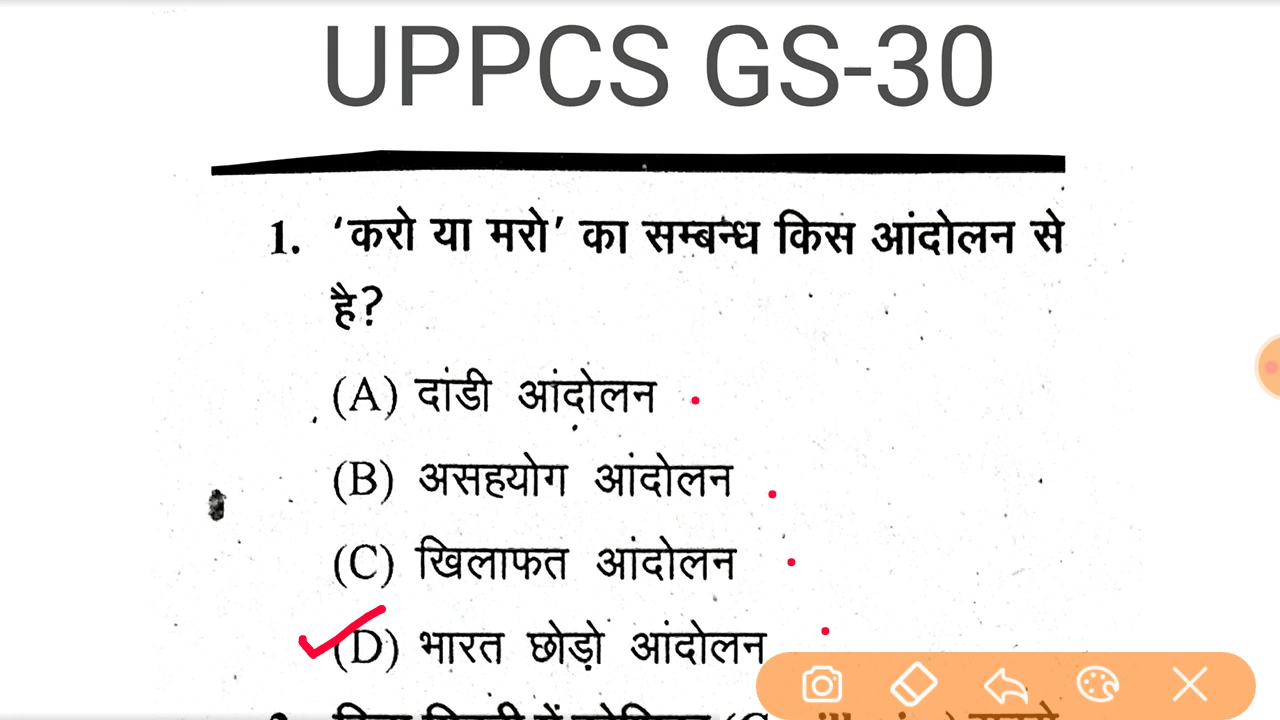 UPPCS GS-30
1. 'करो या मरो' का सम्बन्ध किस आंदोलन से
है?
(A) दांडी आंदोलन
(B) असहयोग आंदोलन
(C) खिलाफत आंदोलन
(D) भारत छोड़ो आंदोलन